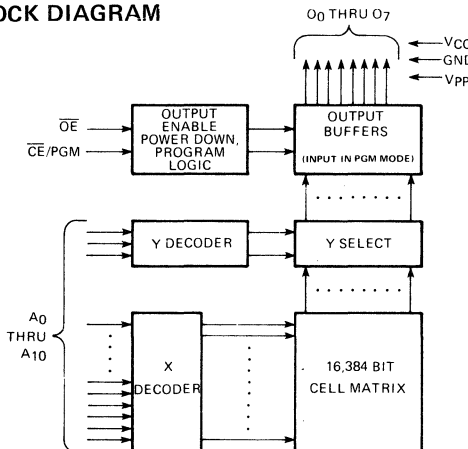 OCK DIAGRAM
O0 THRU O7
VCC
GND
VPP
OE
CE/PGM
OUTPUT
ENABLE
POWER DOWN,
PROGRAM
LOGIC
OUTPUT
BUFFERS
(INPUT IN PGM MODE)
Y DECODER
Y SELECT
A0
THRU
A10
X
DECODER
16,384 BIT
CELL MATRIX